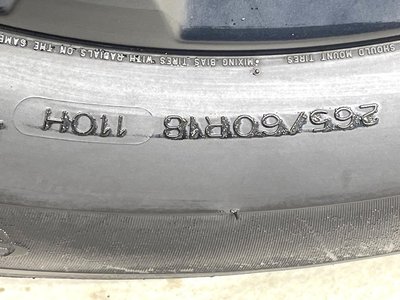 265/60R18 110H
SHOULD MOUNT TIRES
MIXING BIAS TIRES WITH RADIALS ON THE SAME